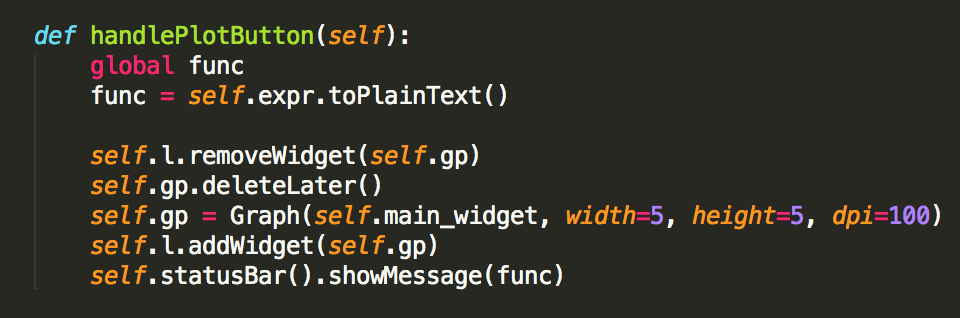 def handlePlotButton(self):
    global func
    func = self.expr.toPlainText()

    self.l.removeWidget(self.gp)
    self.gp.deleteLater()
    self.gp = Graph(self.main_widget, width=5, height=5, dpi=100)
    self.l.addWidget(self.gp)
    self.statusBar().showMessage(func)